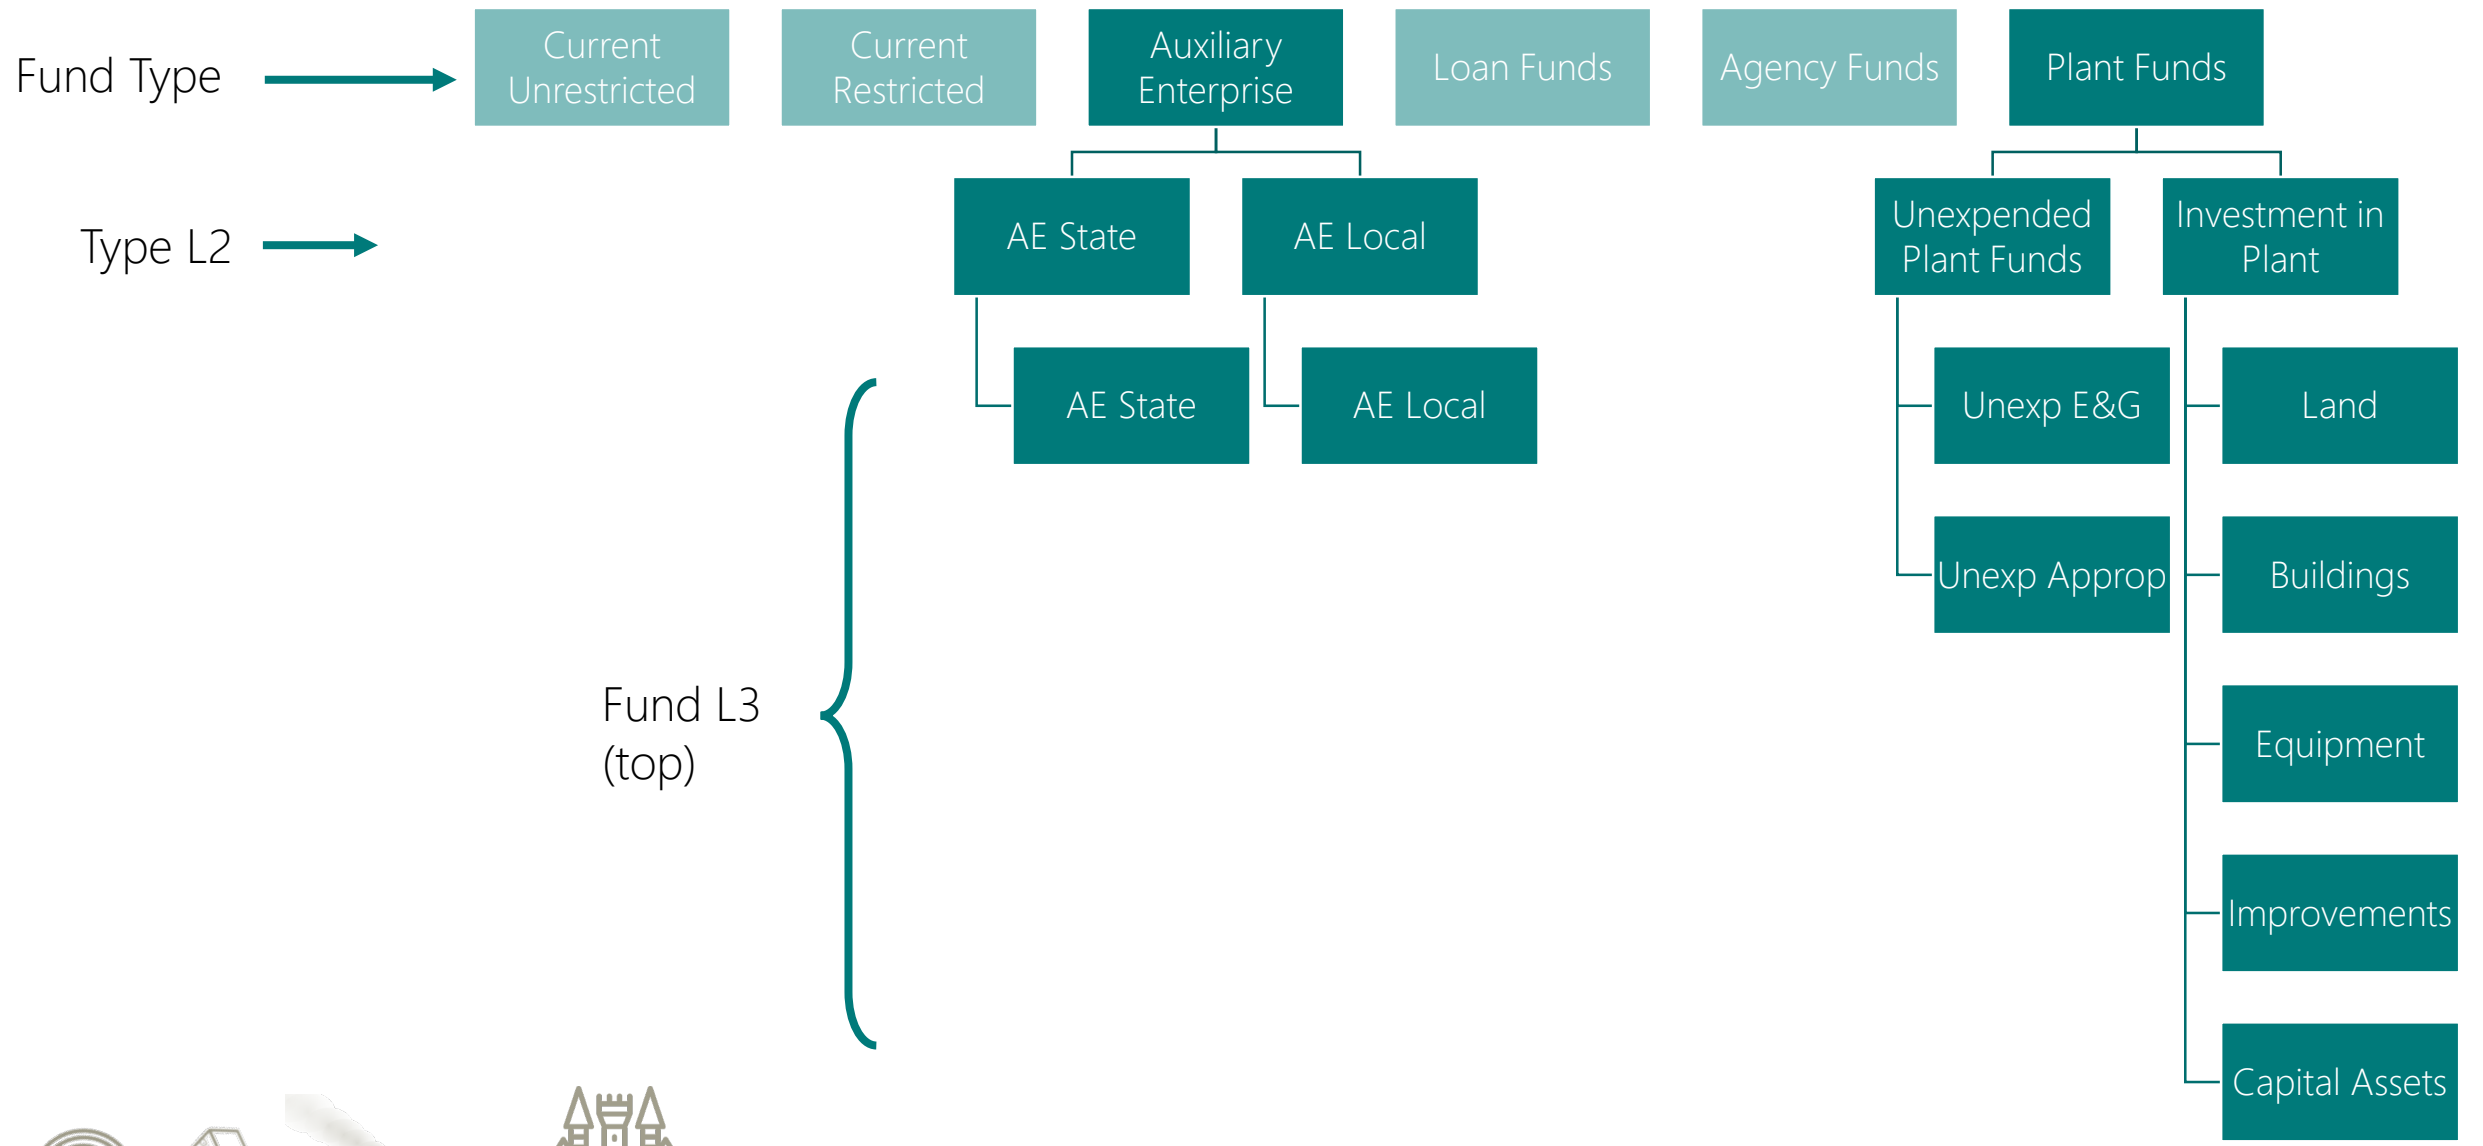 Fund Type
Current
Unrestricted
Current
Restricted
Auxiliary
Enterprise
Loan Funds
Agency Funds
Plant Funds
Type L2
AE State
AE Local
Unexpended
Plant Funds
Investment in
Plant
Fund L3
(top)
AE State
AE Local
Unexp E&G
Land
Unexp Approp
Buildings
Equipment
Improvements
Capital Assets